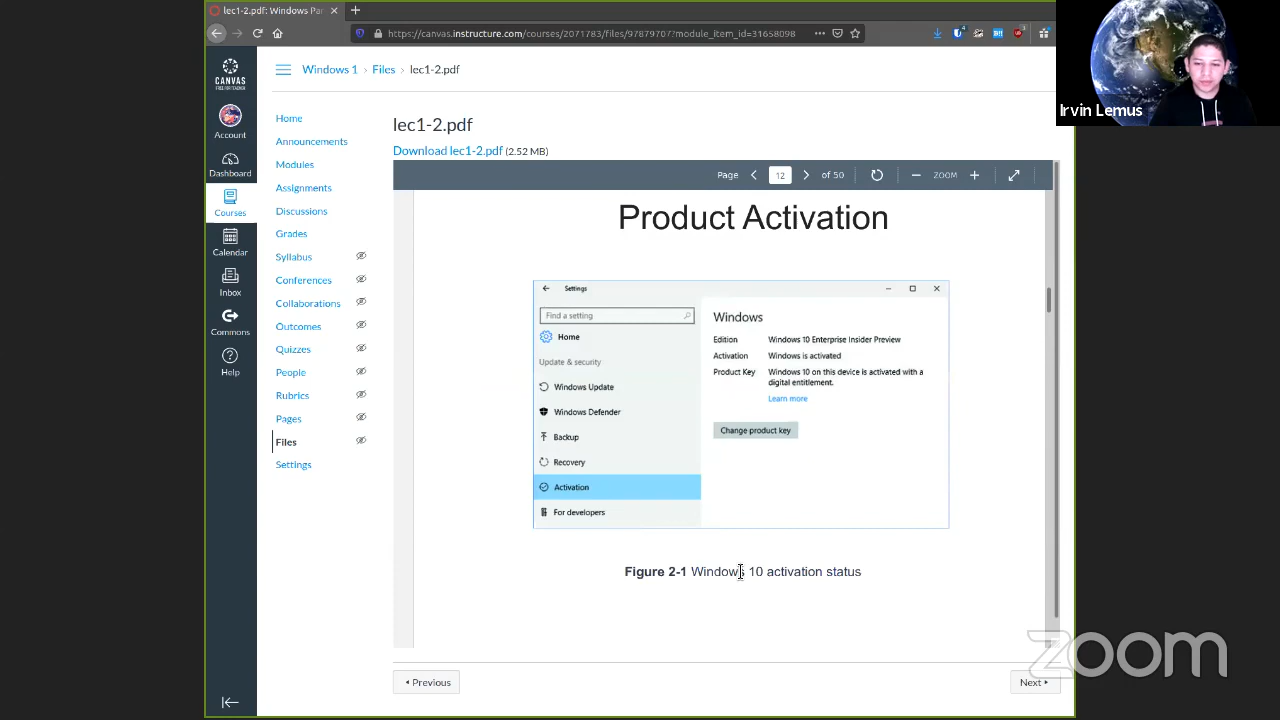 lec1-2.pdf: Windows Par
https://canvas.instructure.com/courses/2071783/files/97879707?module_item_id=31658098
Irvin Lemus
CANVAS
FREE FOR TEACHER
Account
Dashboard
Courses
Calendar
Inbox
Commons
Help
Windows 1 › Files › lec1-2.pdf
Home
Announcements
Modules
Assignments
Discussions
Grades
Syllabus
Conferences
Collaborations
Outcomes
Quizzes
People
Rubrics
Pages
Files
Settings
lec1-2.pdf
Download lec1-2.pdf (2.52 MB)
Page 12 of 50 ZOOM
Product Activation
Settings
Find a setting
Home
Update & security
Windows Update
Windows Defender
Backup
Recovery
Activation
For developers
Windows
Edition Windows 10 Enterprise Insider Preview
Activation Windows is activated
Product Key Windows 10 on this device is activated with a
digital entitlement.
Learn more
Change product key
Figure 2-1 Windows 10 activation status
Previous
Next
zoom